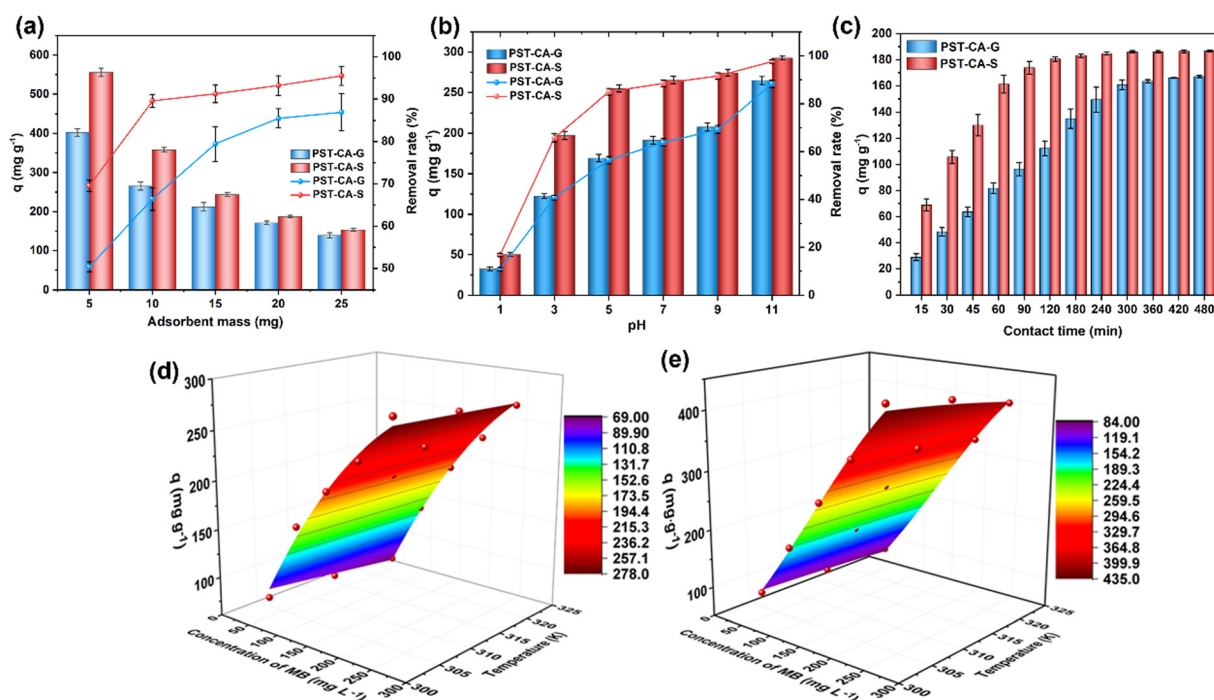 (a)
600
500
400
300
200
100
q (mg g⁻¹)
100
90
80
70
60
50
Removal rate (%)
PST-CA-G
PST-CA-S
PST-CA-G
PST-CA-S
5 10 15 20 25
Adsorbent mass (mg)
(b)
300
250
200
150
100
50
0
q (mg g⁻¹)
100
80
60
40
20
0
Removal rate (%)
PST-CA-G
PST-CA-S
PST-CA-G
PST-CA-S
1 3 5 7 9 11
pH
(c)
200
180
160
140
120
100
80
60
40
20
0
q (mg g⁻¹)
PST-CA-G
PST-CA-S
15 30 45 60 90 120 180 240 300 360 420 480
Contact time (min)
(d)
300
250
200
150
100
q (mg g⁻¹)
0 50 100 150 200 250 300
Concentration of MB (mg L-1)
300 305 310 315 320 325
Temperature (K)
69.00
89.90
110.8
131.7
152.6
173.5
194.4
215.3
236.2
257.1
278.0
(e)
400
300
200
100
q (mg·g⁻¹)
0 50 100 150 200 250 300
Concentration of MB (mg L-1)
300 305 310 315 320 325
Temperature (K)
84.00
119.1
154.2
189.3
224.4
259.5
294.6
329.7
364.8
399.9
435.0